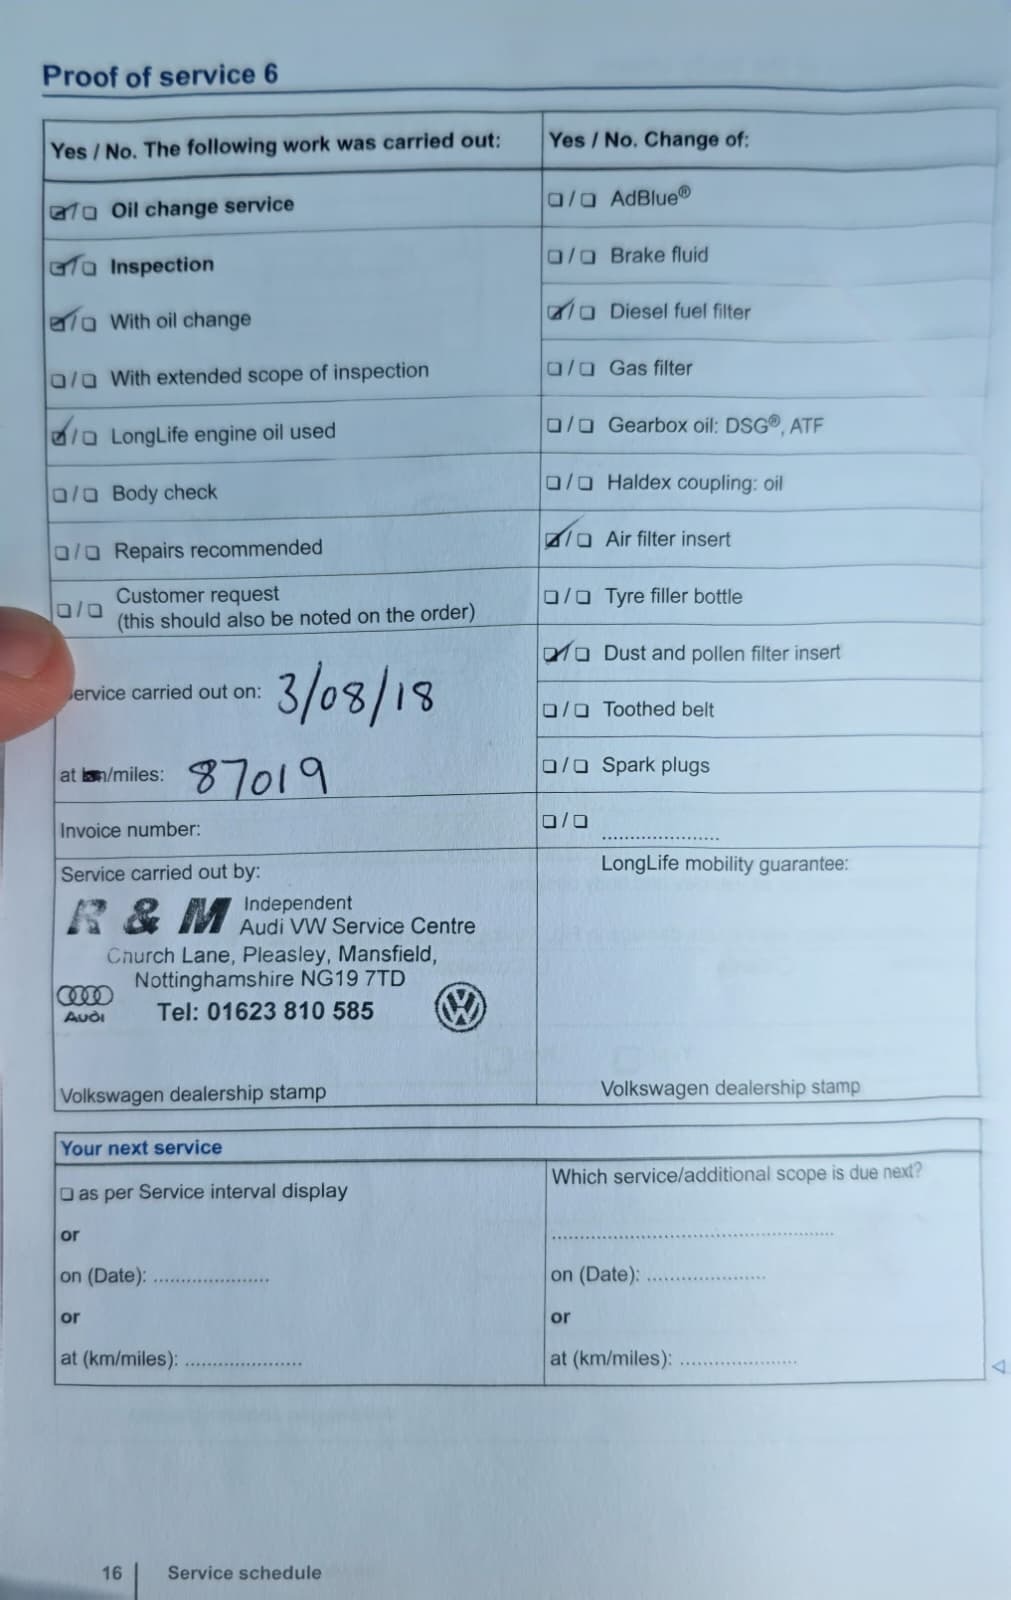 Proof of service 6
Yes / No. The following work was carried out:
☑/☐ Oil change service
☑/☐ Inspection
☑/☐ With oil change
☐/☐ With extended scope of inspection
☑/☐ LongLife engine oil used
☐/☐ Body check
☐/☐ Repairs recommended
☐/☐ Customer request
(this should also be noted on the order)
ervice carried out on: 3/08/18
at km/miles: 87019
Invoice number:
Service carried out by:
R & M Independent
Audi VW Service Centre
Church Lane, Pleasley, Mansfield,
Nottinghamshire NG19 7TD
Audi
Tel: 01623 810 585
VW
Volkswagen dealership stamp
Yes / No. Change of:
☐/☐ AdBlue®
☐/☐ Brake fluid
☑/☐ Diesel fuel filter
☐/☐ Gas filter
☐/☐ Gearbox oil: DSG®, ATF
☐/☐ Haldex coupling: oil
☑/☐ Air filter insert
☐/☐ Tyre filler bottle
☑/☐ Dust and pollen filter insert
☐/☐ Toothed belt
☐/☐ Spark plugs
☐/☐ .....................
LongLife mobility guarantee:
Volkswagen dealership stamp
Your next service
☐ as per Service interval display
or
on (Date): .....................
or
at (km/miles): .....................
Which service/additional scope is due next?
..................................................
on (Date): .....................
or
at (km/miles): .....................
16 Service schedule